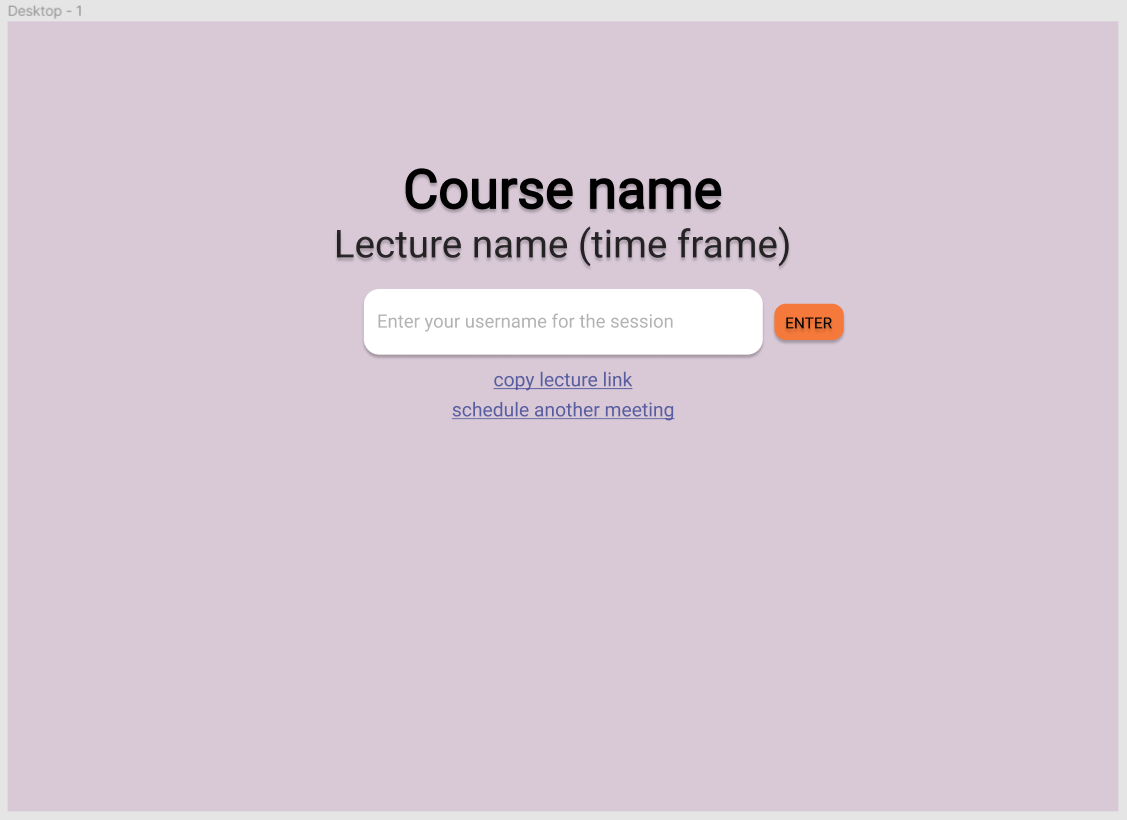 Desktop - 1
Course name
Lecture name (time frame)
Enter your username for the session
ENTER
copy lecture link
schedule another meeting